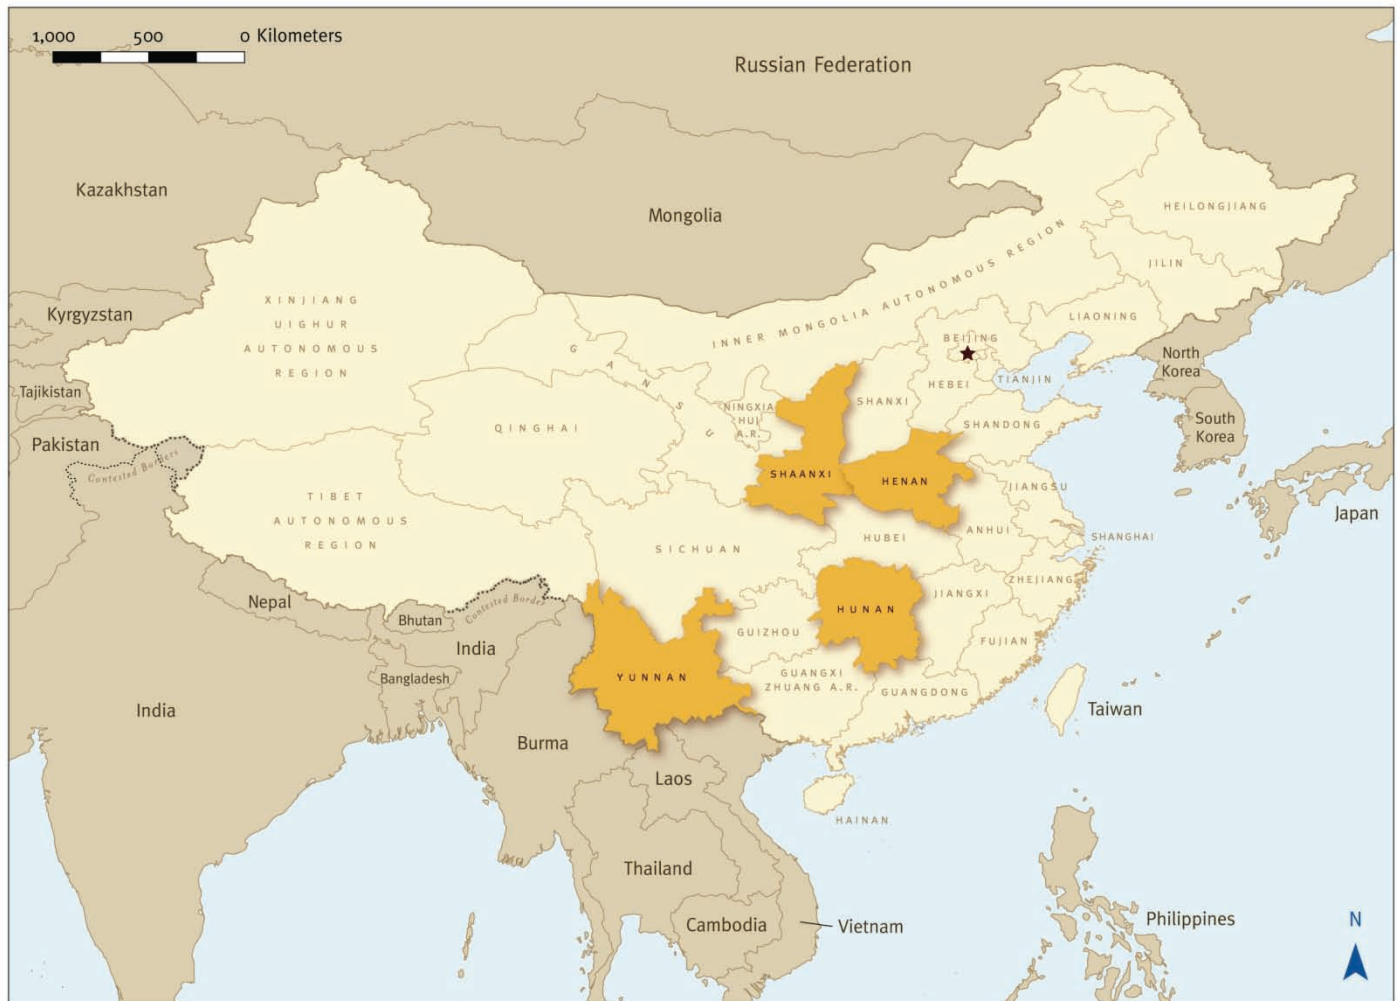 1,000 500 0 Kilometers
Russian Federation
Kazakhstan
Mongolia
HEILONGJIANG
INNER MONGOLIA AUTONOMOUS REGION
JILIN
XINJIANG
UIGHUR
AUTONOMOUS
REGION
Kyrgyzstan
LIAONING
BEIJING
North
Korea
GANSU
Tajikistan
HEBEI
TIANJIN
SHANXI
NINGXIA
HUI
A.R.
QINGHAI
SHANDONG
South
Korea
Pakistan
Contested Borders
SHAANXI
HENAN
JIANGSU
Japan
TIBET
AUTONOMOUS
REGION
ANHUI
SHANGHAI
HUBEI
SICHUAN
ZHEJIANG
JIANGXI
Nepal
Contested Border
HUNAN
Bhutan
GUIZHOU
FUJIAN
India
Bangladesh
YUNNAN
GUANGXI
ZHUANG A.R.
GUANGDONG
India
Taiwan
Burma
Laos
HAINAN
Thailand
Cambodia
Vietnam
Philippines
N